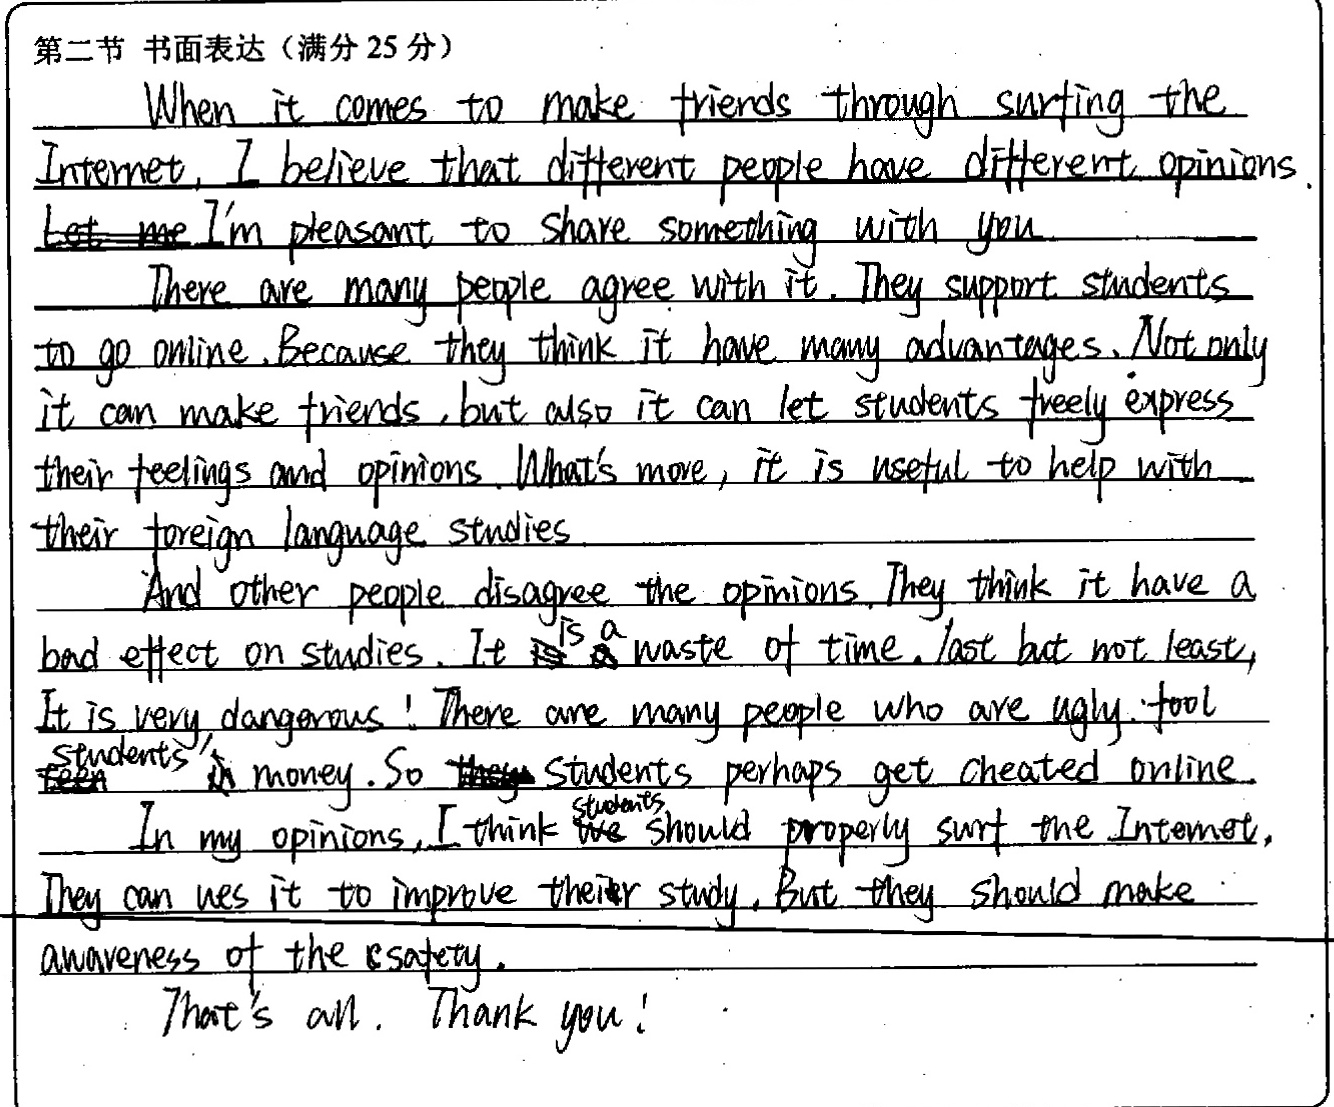 第二节 书面表达（满分 25 分）
When it comes to make friends through surfing the
Internet, I believe that different people have different opinions.
Let me I'm pleasant to share something with you
There are many people agree with it. They support students
to go online. Because they think it have many advantages. Not only
it can make friends, but also it can let students freely express
their feelings and opinions. What's more, it is useful to help with
their foreign language studies
And other people disagree the opinions. They think it have a
bad effect on studies. It is a waste of time. last but not least,
It is very dangerous! There are many people who are ugly. fool
students' money. So they students perhaps get cheated online.
In my opinions, I think students should properly surf the Internet.
They can ues it to improve their study. But they should make
awareness of the safety.
That's all. Thank you!